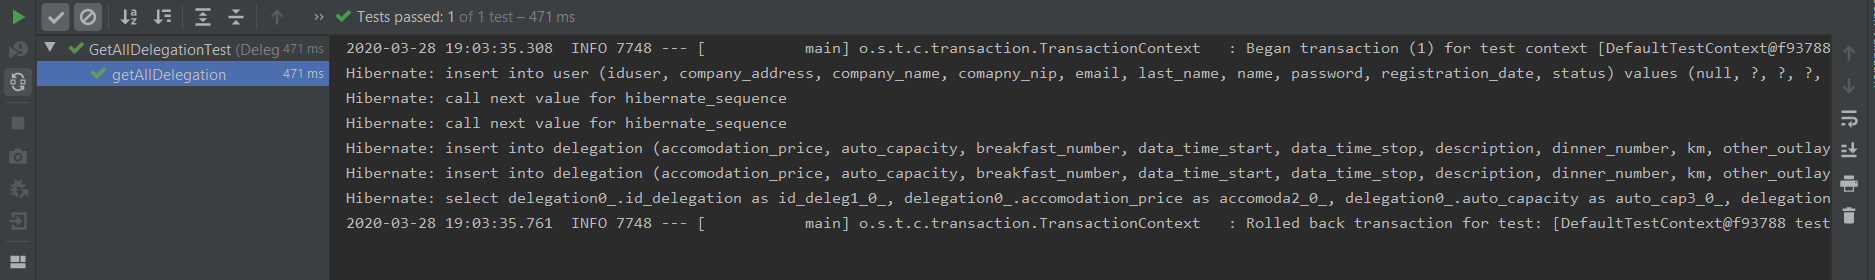 Tests passed: 1 of 1 test – 471 ms
GetAllDelegationTest (Deleg 471 ms
getAllDelegation 471 ms
2020-03-28 19:03:35.308  INFO 7748 --- [           main] o.s.t.c.transaction.TransactionContext   : Began transaction (1) for test context [DefaultTestContext@f93788
Hibernate: insert into user (iduser, company_address, company_name, comapny_nip, email, last_name, name, password, registration_date, status) values (null, ?, ?, ?,
Hibernate: call next value for hibernate_sequence
Hibernate: call next value for hibernate_sequence
Hibernate: insert into delegation (accomodation_price, auto_capacity, breakfast_number, data_time_start, data_time_stop, description, dinner_number, km, other_outlay
Hibernate: insert into delegation (accomodation_price, auto_capacity, breakfast_number, data_time_start, data_time_stop, description, dinner_number, km, other_outlay
Hibernate: select delegation0_.id_delegation as id_deleg1_0_, delegation0_.accomodation_price as accomoda2_0_, delegation0_.auto_capacity as auto_cap3_0_, delegation
2020-03-28 19:03:35.761  INFO 7748 --- [           main] o.s.t.c.transaction.TransactionContext   : Rolled back transaction for test: [DefaultTestContext@f93788 test